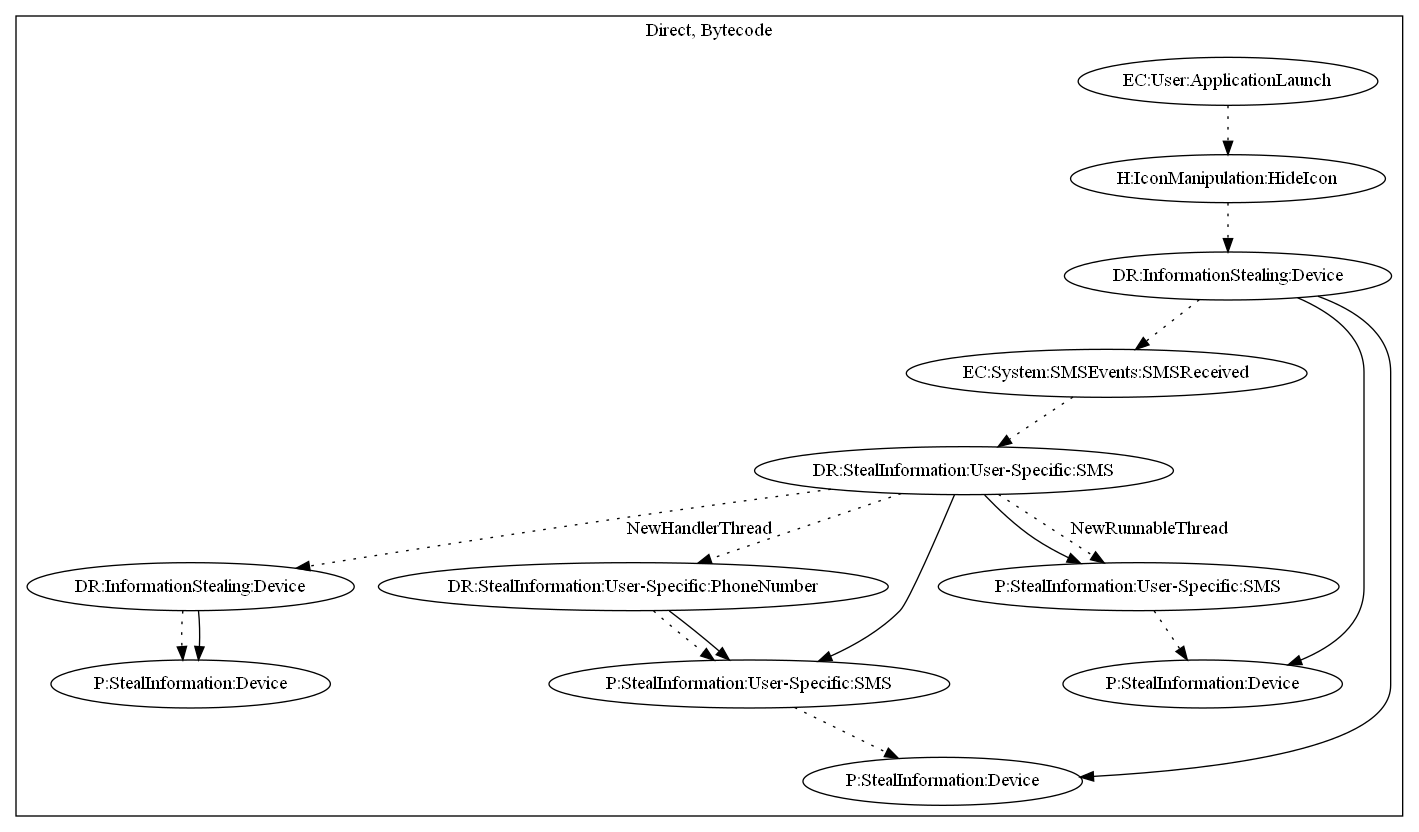 Direct, Bytecode
EC:User:ApplicationLaunch
H:IconManipulation:HideIcon
DR:InformationStealing:Device
EC:System:SMSEvents:SMSReceived
DR:StealInformation:User-Specific:SMS
NewHandlerThread
NewRunnableThread
DR:InformationStealing:Device
DR:StealInformation:User-Specific:PhoneNumber
P:StealInformation:User-Specific:SMS
P:StealInformation:Device
P:StealInformation:User-Specific:SMS
P:StealInformation:Device
P:StealInformation:Device